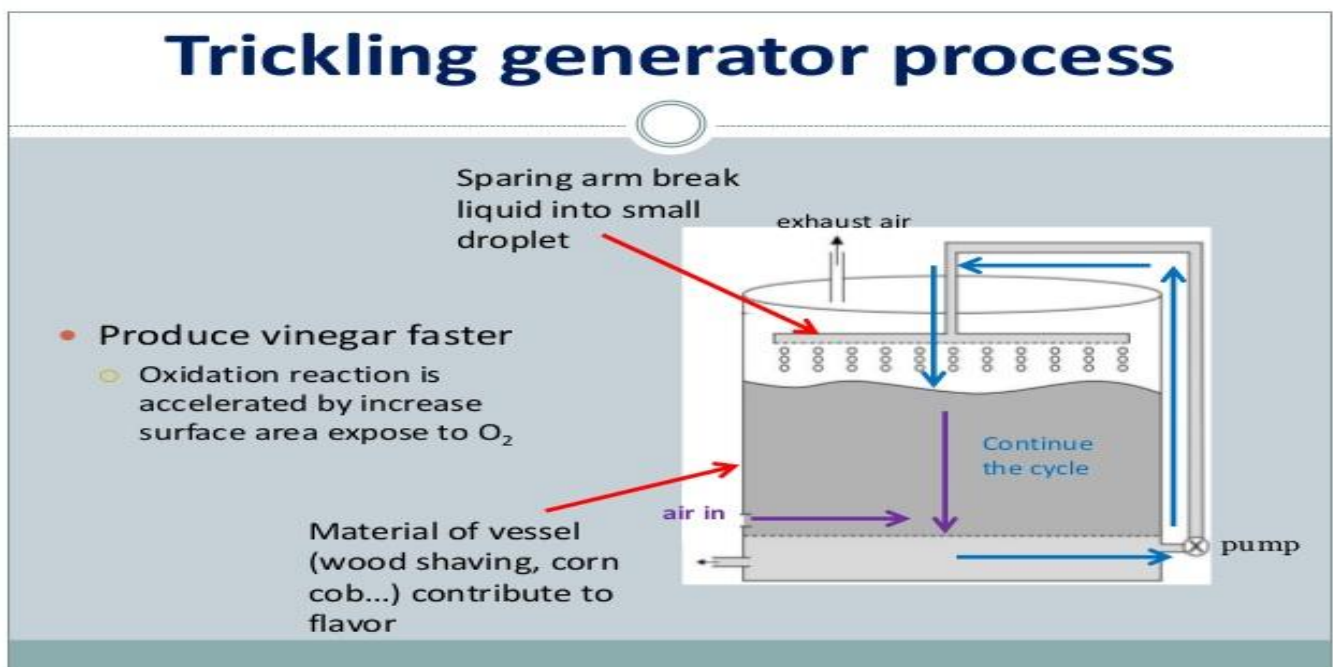 Trickling generator process
Sparing arm break
liquid into small
droplet
exhaust air
• Produce vinegar faster
Oxidation reaction is
accelerated by increase
surface area expose to O₂
Continue
the cycle
air in
Material of vessel
(wood shaving, corn
cob...) contribute to
flavor
pump